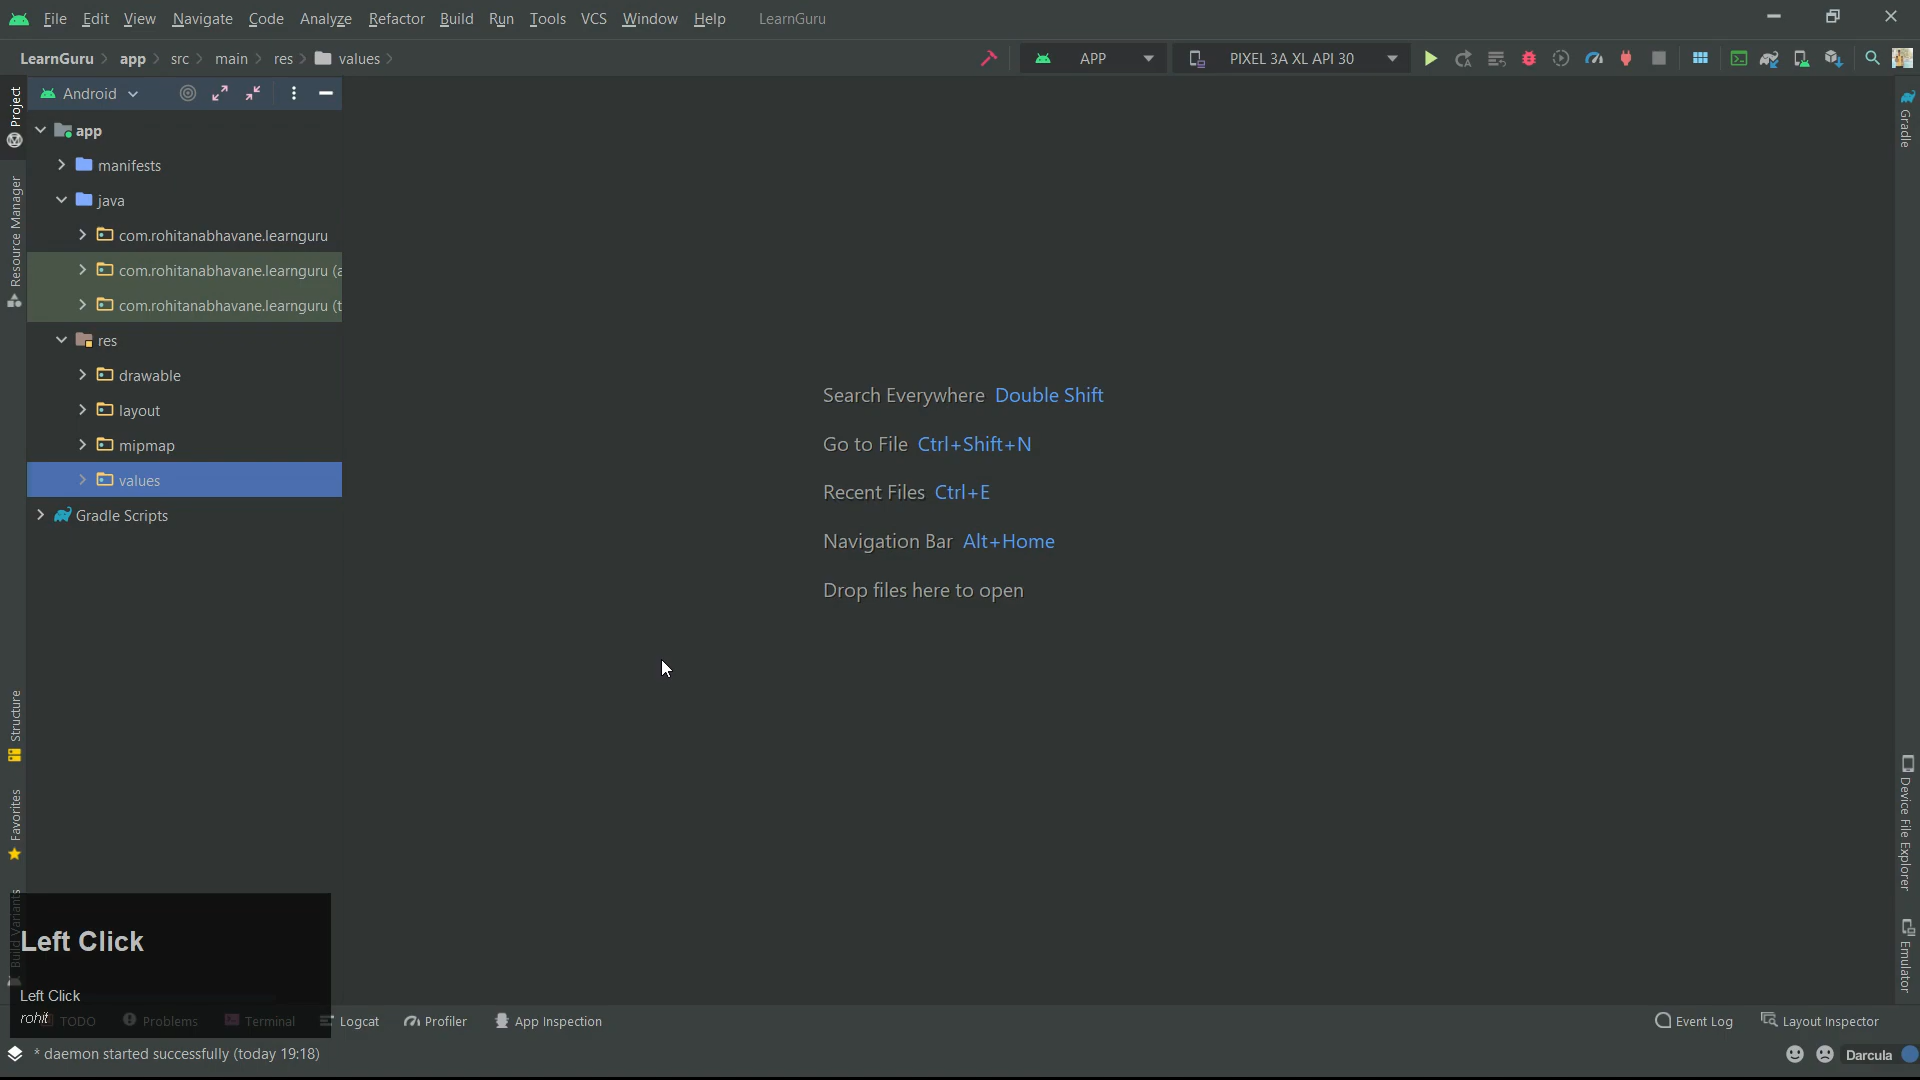 File Edit View Navigate Code Analyze Refactor Build Run Tools VCS Window Help LearnGuru
LearnGuru app src main res values
APP
PIXEL 3A XL API 30
Android
Project
Gradle
app
manifests
java
com.rohitanabhavane.learnguru
Resource Manager
com.rohitanabhavane.learnguru (a
com.rohitanabhavane.learnguru (t
res
drawable
layout
mipmap
values
Gradle Scripts
Search Everywhere Double Shift
Go to File Ctrl+Shift+N
Recent Files Ctrl+E
Navigation Bar Alt+Home
Drop files here to open
Structure
Favorites
Build Variants
Device File Explorer
Emulator
Left Click
Left Click
rohit
TODO Problems Terminal Logcat Profiler App Inspection Event Log Layout Inspector
* daemon started successfully (today 19:18) Darcula